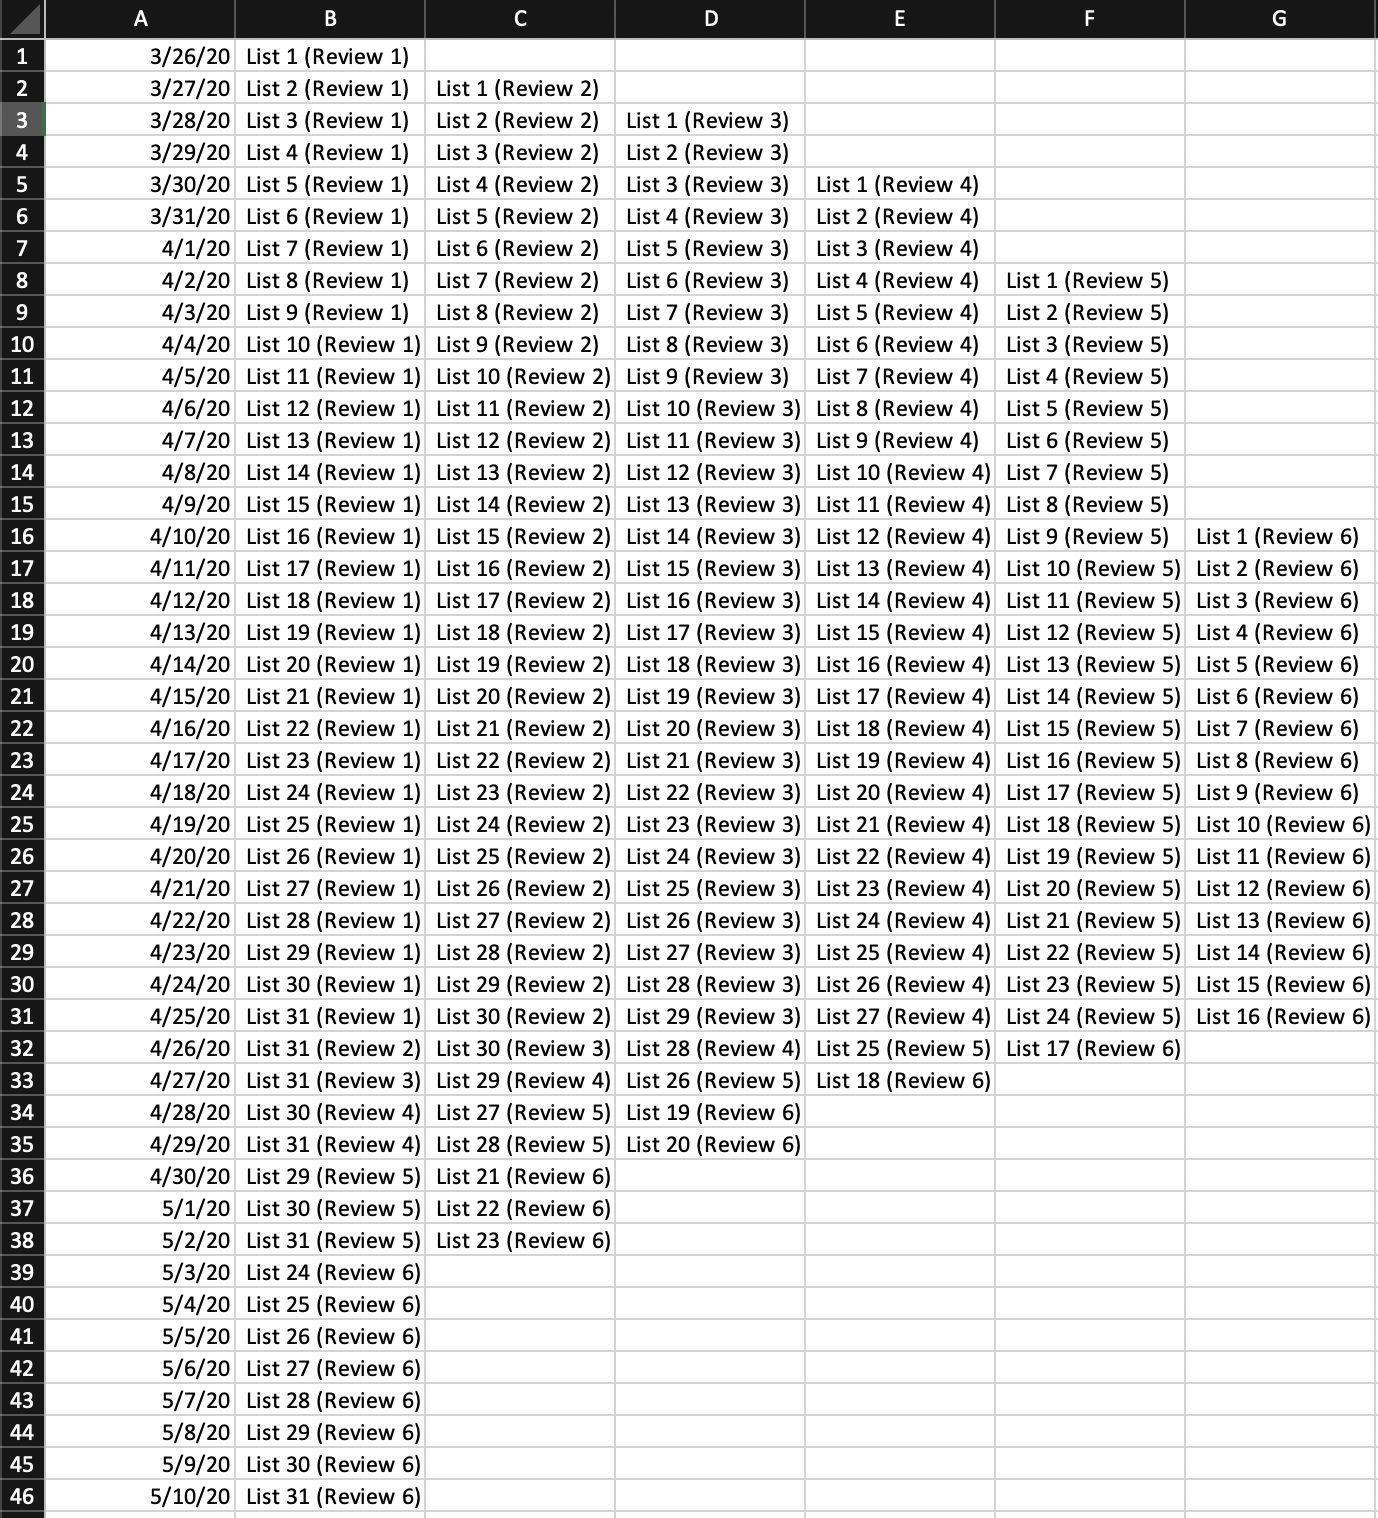 A B C D E F G
1 3/26/20 List 1 (Review 1)
2 3/27/20 List 2 (Review 1) List 1 (Review 2)
3 3/28/20 List 3 (Review 1) List 2 (Review 2) List 1 (Review 3)
4 3/29/20 List 4 (Review 1) List 3 (Review 2) List 2 (Review 3)
5 3/30/20 List 5 (Review 1) List 4 (Review 2) List 3 (Review 3) List 1 (Review 4)
6 3/31/20 List 6 (Review 1) List 5 (Review 2) List 4 (Review 3) List 2 (Review 4)
7 4/1/20 List 7 (Review 1) List 6 (Review 2) List 5 (Review 3) List 3 (Review 4)
8 4/2/20 List 8 (Review 1) List 7 (Review 2) List 6 (Review 3) List 4 (Review 4) List 1 (Review 5)
9 4/3/20 List 9 (Review 1) List 8 (Review 2) List 7 (Review 3) List 5 (Review 4) List 2 (Review 5)
10 4/4/20 List 10 (Review 1) List 9 (Review 2) List 8 (Review 3) List 6 (Review 4) List 3 (Review 5)
11 4/5/20 List 11 (Review 1) List 10 (Review 2) List 9 (Review 3) List 7 (Review 4) List 4 (Review 5)
12 4/6/20 List 12 (Review 1) List 11 (Review 2) List 10 (Review 3) List 8 (Review 4) List 5 (Review 5)
13 4/7/20 List 13 (Review 1) List 12 (Review 2) List 11 (Review 3) List 9 (Review 4) List 6 (Review 5)
14 4/8/20 List 14 (Review 1) List 13 (Review 2) List 12 (Review 3) List 10 (Review 4) List 7 (Review 5)
15 4/9/20 List 15 (Review 1) List 14 (Review 2) List 13 (Review 3) List 11 (Review 4) List 8 (Review 5)
16 4/10/20 List 16 (Review 1) List 15 (Review 2) List 14 (Review 3) List 12 (Review 4) List 9 (Review 5) List 1 (Review 6)
17 4/11/20 List 17 (Review 1) List 16 (Review 2) List 15 (Review 3) List 13 (Review 4) List 10 (Review 5) List 2 (Review 6)
18 4/12/20 List 18 (Review 1) List 17 (Review 2) List 16 (Review 3) List 14 (Review 4) List 11 (Review 5) List 3 (Review 6)
19 4/13/20 List 19 (Review 1) List 18 (Review 2) List 17 (Review 3) List 15 (Review 4) List 12 (Review 5) List 4 (Review 6)
20 4/14/20 List 20 (Review 1) List 19 (Review 2) List 18 (Review 3) List 16 (Review 4) List 13 (Review 5) List 5 (Review 6)
21 4/15/20 List 21 (Review 1) List 20 (Review 2) List 19 (Review 3) List 17 (Review 4) List 14 (Review 5) List 6 (Review 6)
22 4/16/20 List 22 (Review 1) List 21 (Review 2) List 20 (Review 3) List 18 (Review 4) List 15 (Review 5) List 7 (Review 6)
23 4/17/20 List 23 (Review 1) List 22 (Review 2) List 21 (Review 3) List 19 (Review 4) List 16 (Review 5) List 8 (Review 6)
24 4/18/20 List 24 (Review 1) List 23 (Review 2) List 22 (Review 3) List 20 (Review 4) List 17 (Review 5) List 9 (Review 6)
25 4/19/20 List 25 (Review 1) List 24 (Review 2) List 23 (Review 3) List 21 (Review 4) List 18 (Review 5) List 10 (Review 6)
26 4/20/20 List 26 (Review 1) List 25 (Review 2) List 24 (Review 3) List 22 (Review 4) List 19 (Review 5) List 11 (Review 6)
27 4/21/20 List 27 (Review 1) List 26 (Review 2) List 25 (Review 3) List 23 (Review 4) List 20 (Review 5) List 12 (Review 6)
28 4/22/20 List 28 (Review 1) List 27 (Review 2) List 26 (Review 3) List 24 (Review 4) List 21 (Review 5) List 13 (Review 6)
29 4/23/20 List 29 (Review 1) List 28 (Review 2) List 27 (Review 3) List 25 (Review 4) List 22 (Review 5) List 14 (Review 6)
30 4/24/20 List 30 (Review 1) List 29 (Review 2) List 28 (Review 3) List 26 (Review 4) List 23 (Review 5) List 15 (Review 6)
31 4/25/20 List 31 (Review 1) List 30 (Review 2) List 29 (Review 3) List 27 (Review 4) List 24 (Review 5) List 16 (Review 6)
32 4/26/20 List 31 (Review 2) List 30 (Review 3) List 28 (Review 4) List 25 (Review 5) List 17 (Review 6)
33 4/27/20 List 31 (Review 3) List 29 (Review 4) List 26 (Review 5) List 18 (Review 6)
34 4/28/20 List 30 (Review 4) List 27 (Review 5) List 19 (Review 6)
35 4/29/20 List 31 (Review 4) List 28 (Review 5) List 20 (Review 6)
36 4/30/20 List 29 (Review 5) List 21 (Review 6)
37 5/1/20 List 30 (Review 5) List 22 (Review 6)
38 5/2/20 List 31 (Review 5) List 23 (Review 6)
39 5/3/20 List 24 (Review 6)
40 5/4/20 List 25 (Review 6)
41 5/5/20 List 26 (Review 6)
42 5/6/20 List 27 (Review 6)
43 5/7/20 List 28 (Review 6)
44 5/8/20 List 29 (Review 6)
45 5/9/20 List 30 (Review 6)
46 5/10/20 List 31 (Review 6)